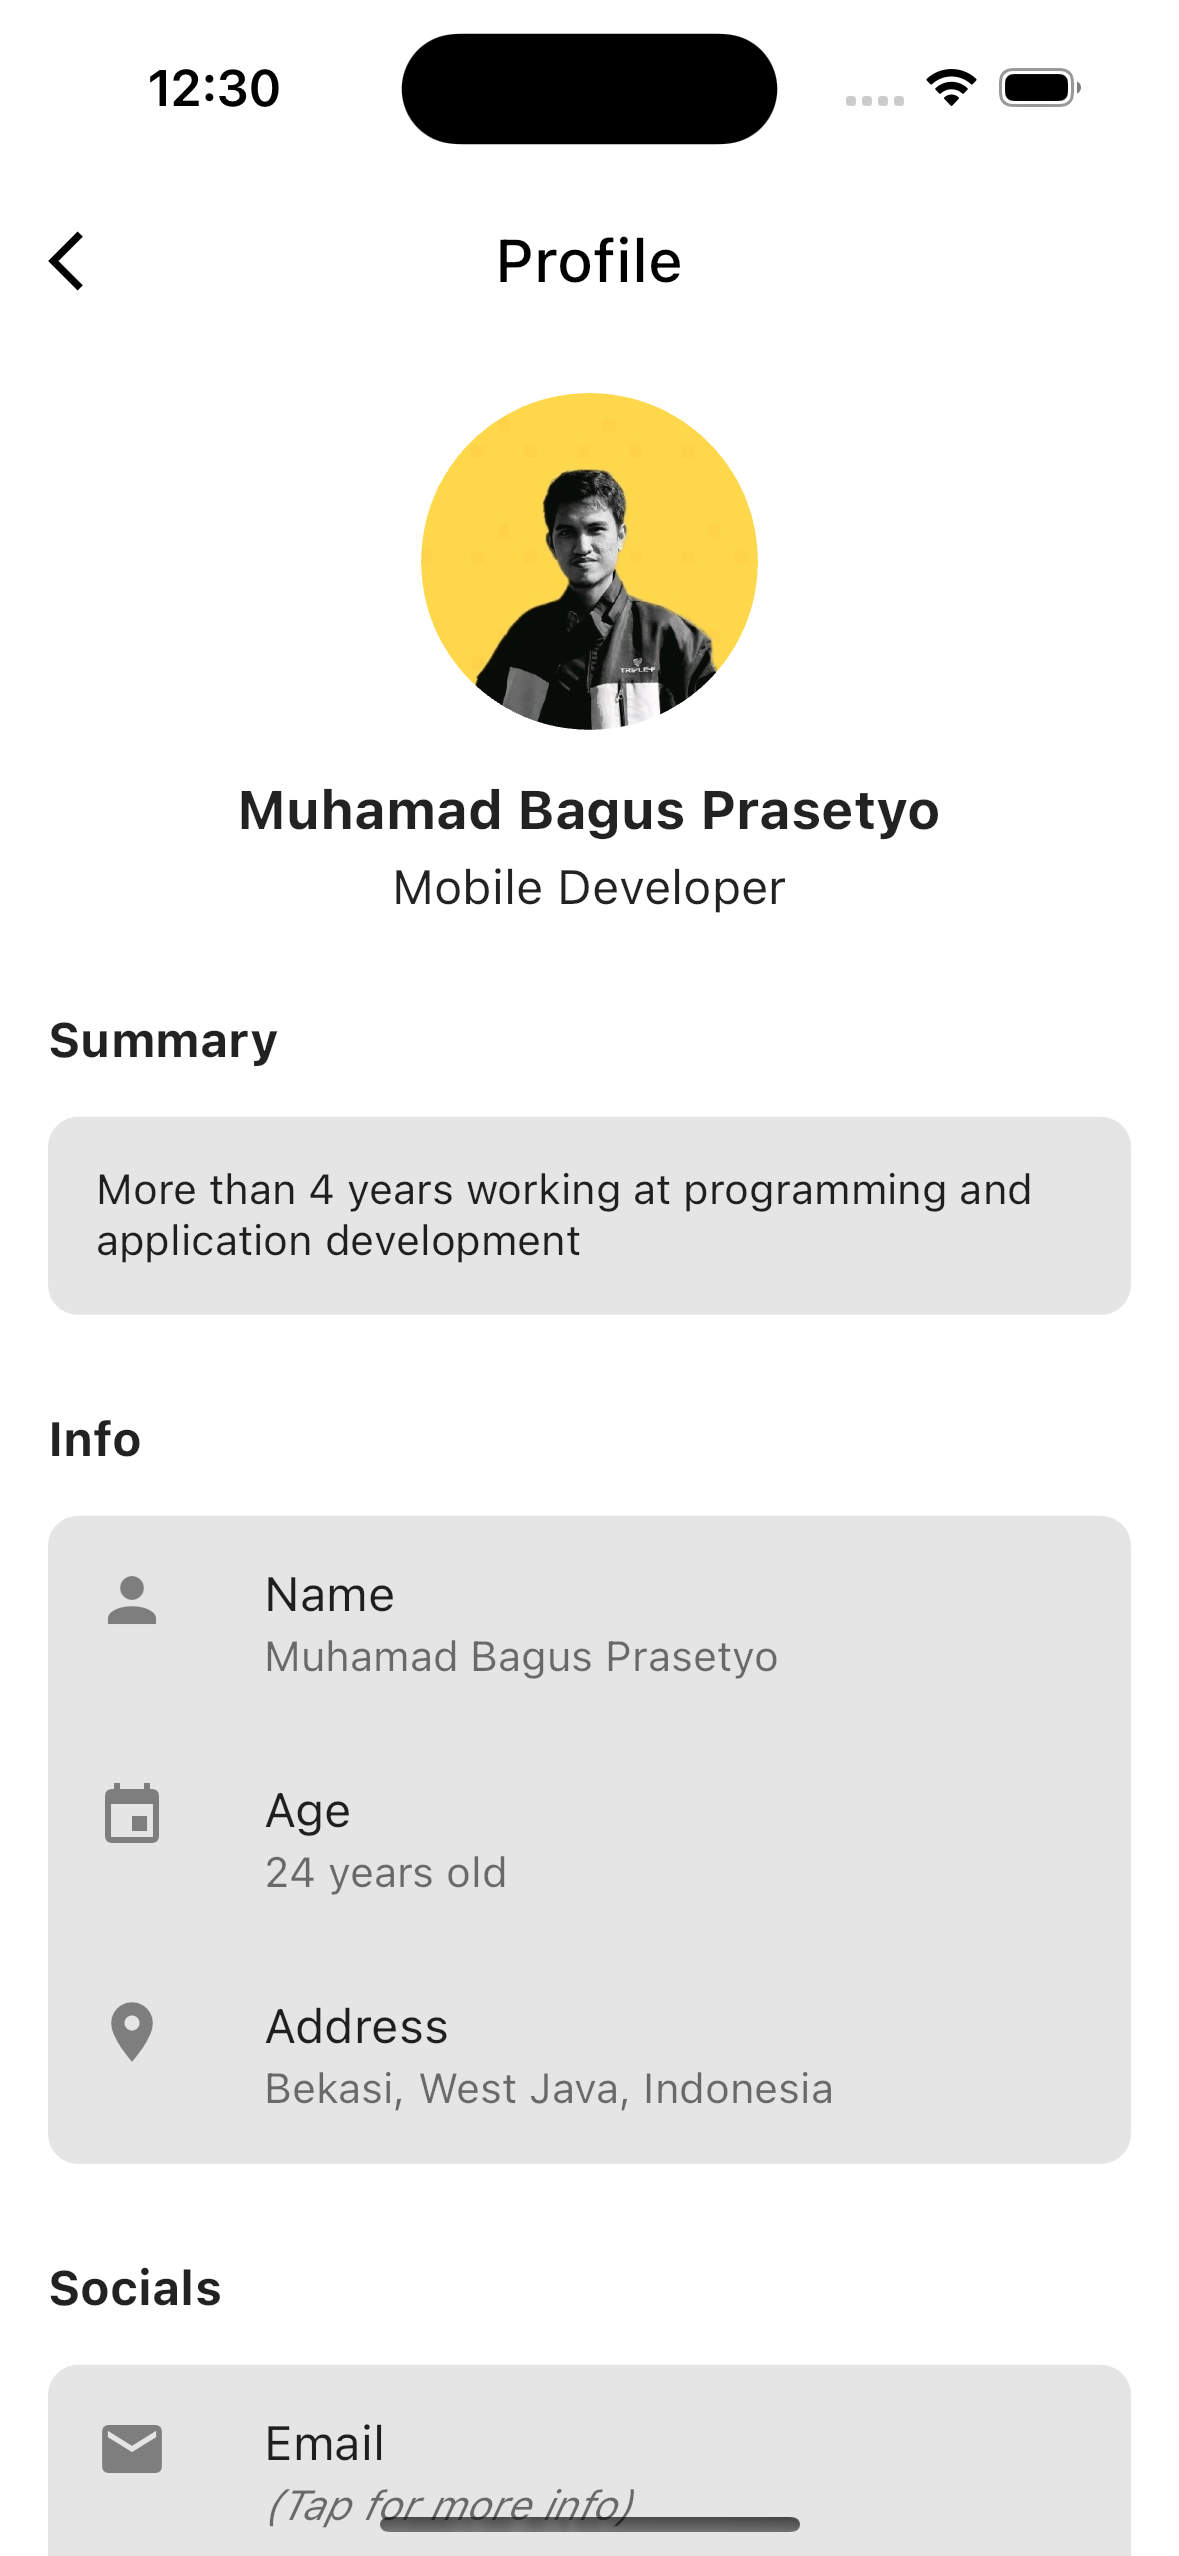 12:30
Profile
TRIPLE-F
Muhamad Bagus Prasetyo
Mobile Developer
Summary
More than 4 years working at programming and
application development
Info
Name
Muhamad Bagus Prasetyo
Age
24 years old
Address
Bekasi, West Java, Indonesia
Socials
Email
(Tap for more info)